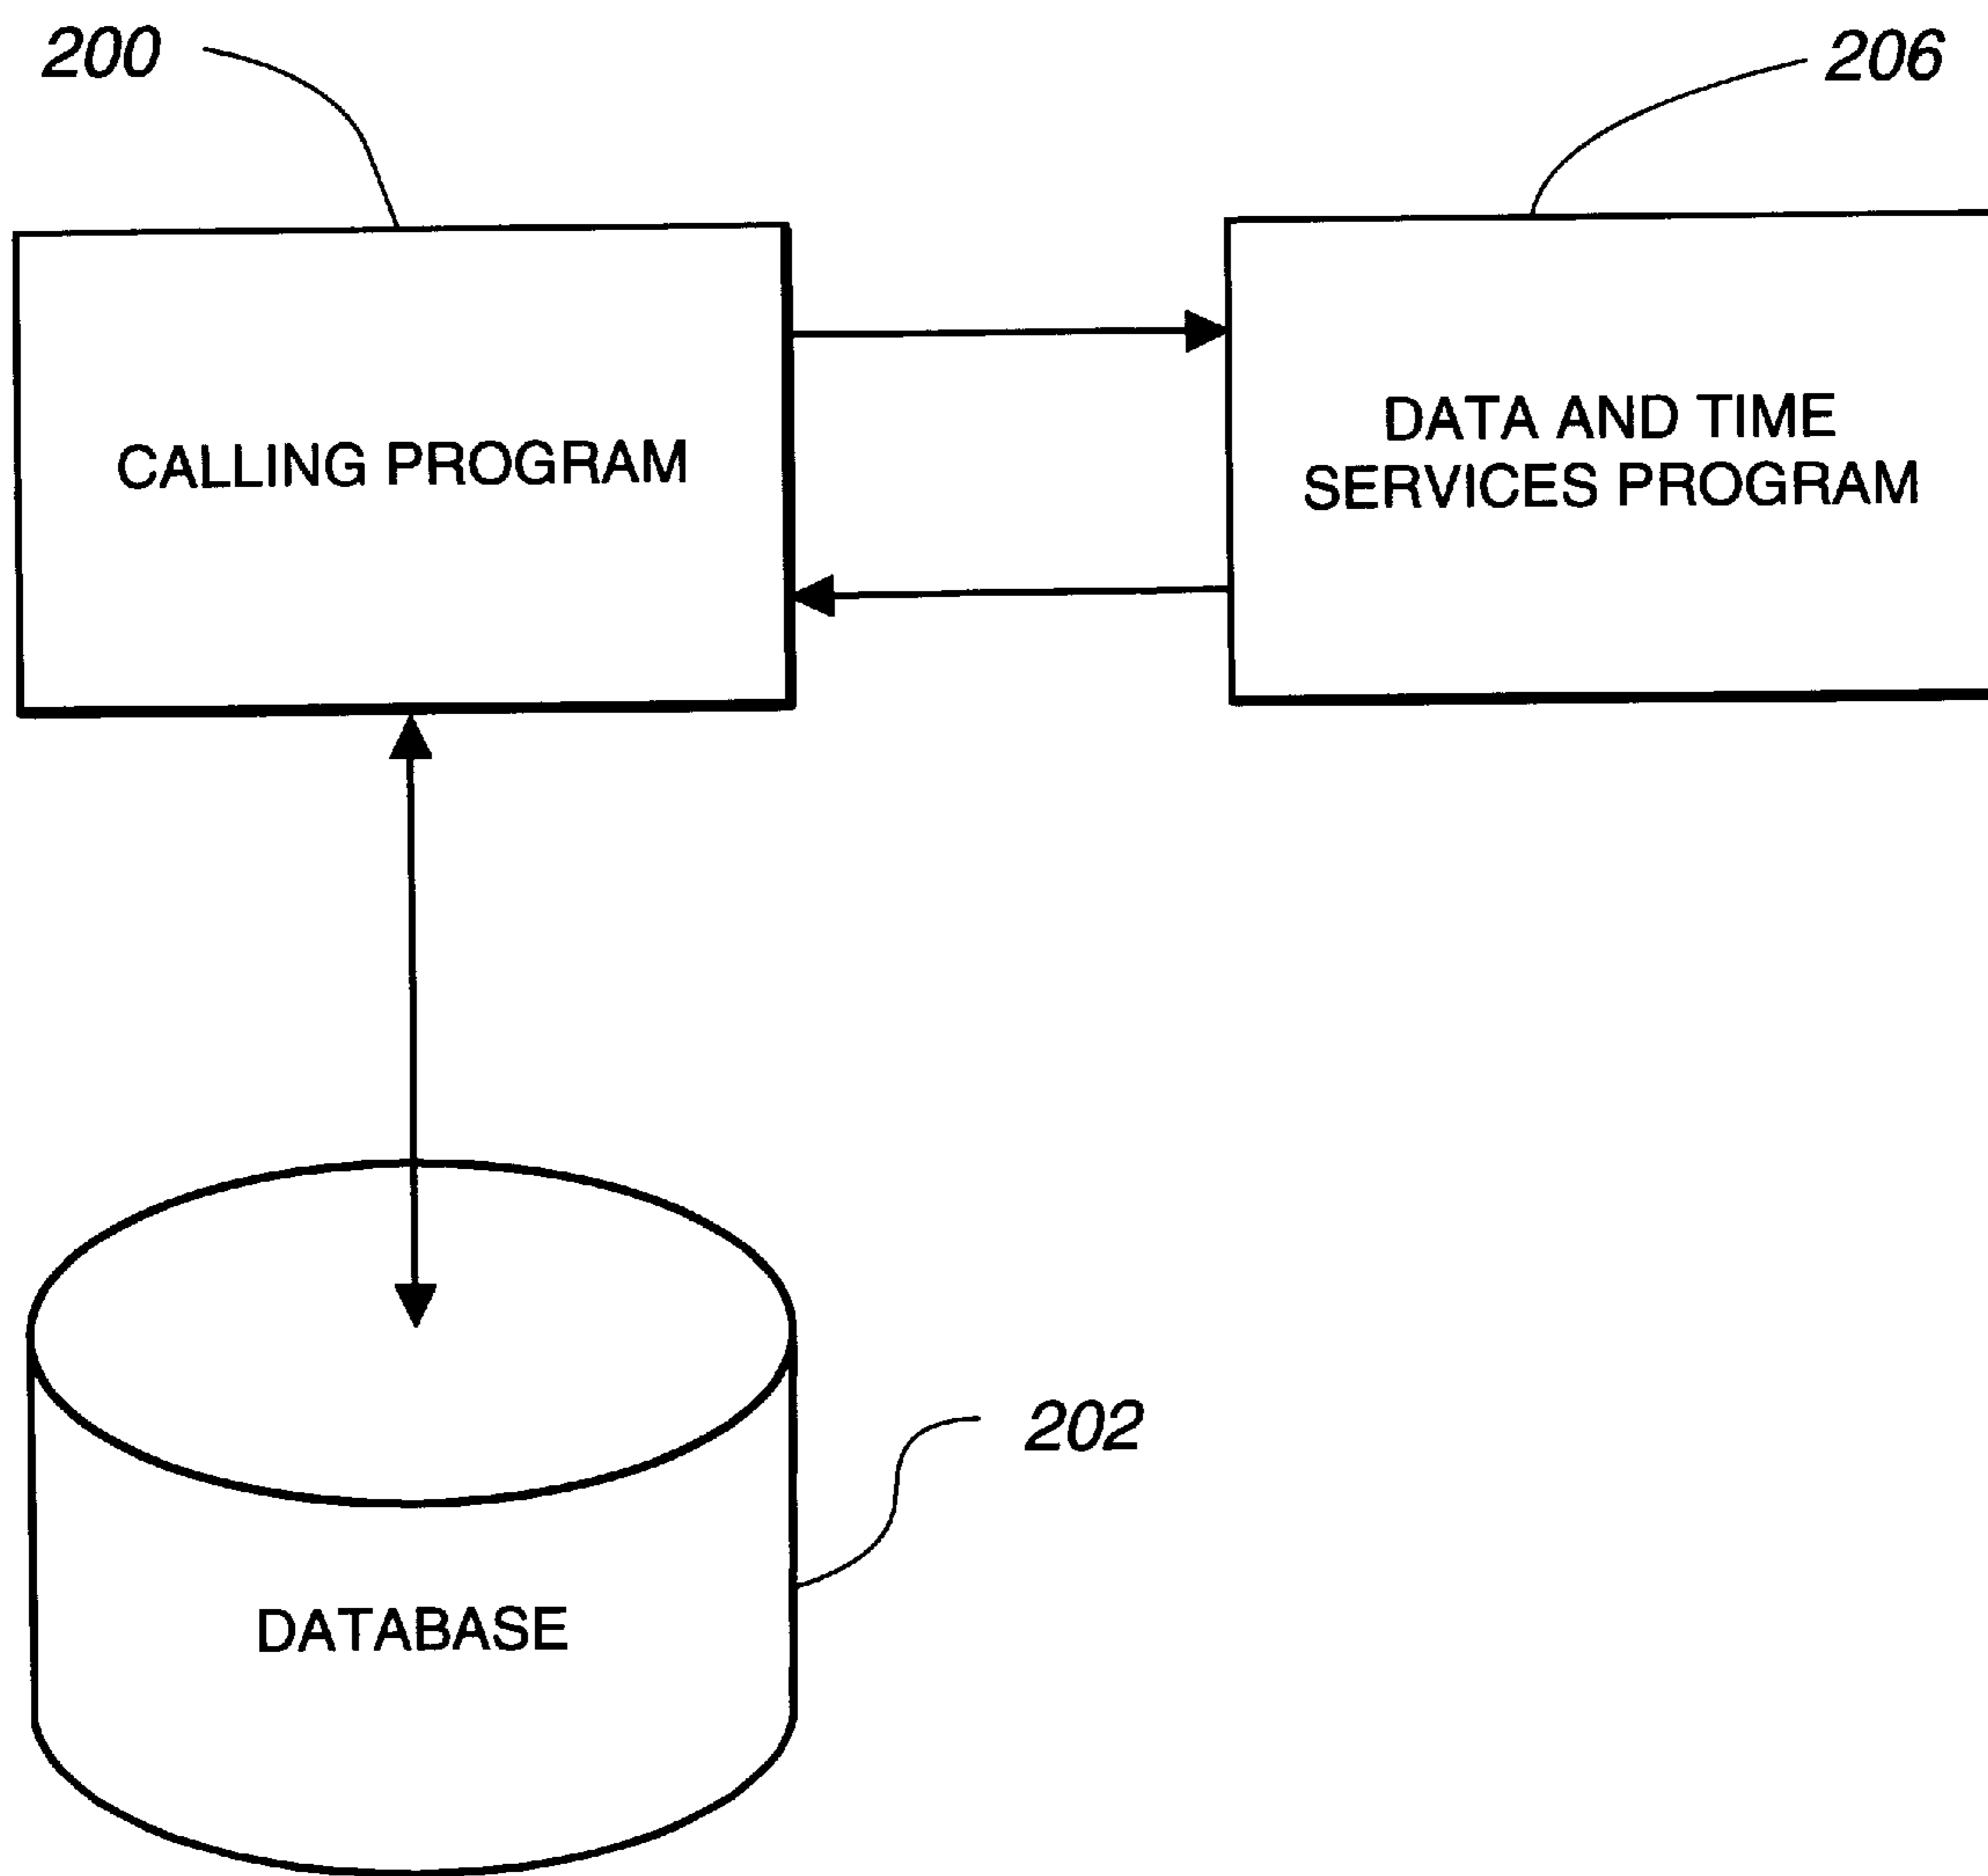 200
206
CALLING PROGRAM
DATA AND TIME
SERVICES PROGRAM
202
DATABASE